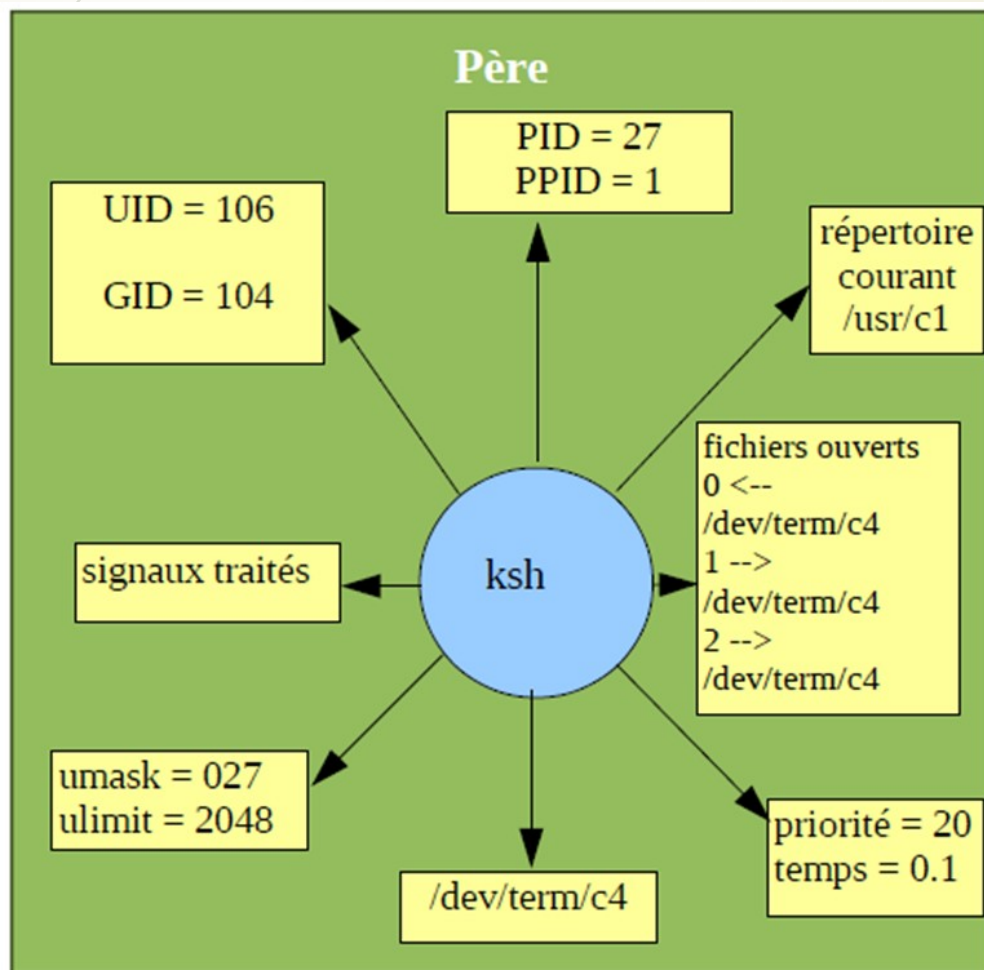 Père
PID = 27
PPID = 1
UID = 106
GID = 104
répertoire
courant
/usr/c1
fichiers ouverts
0 <--
/dev/term/c4
1 -->
/dev/term/c4
2 -->
/dev/term/c4
ksh
signaux traités
umask = 027
ulimit = 2048
/dev/term/c4
priorité = 20
temps = 0.1